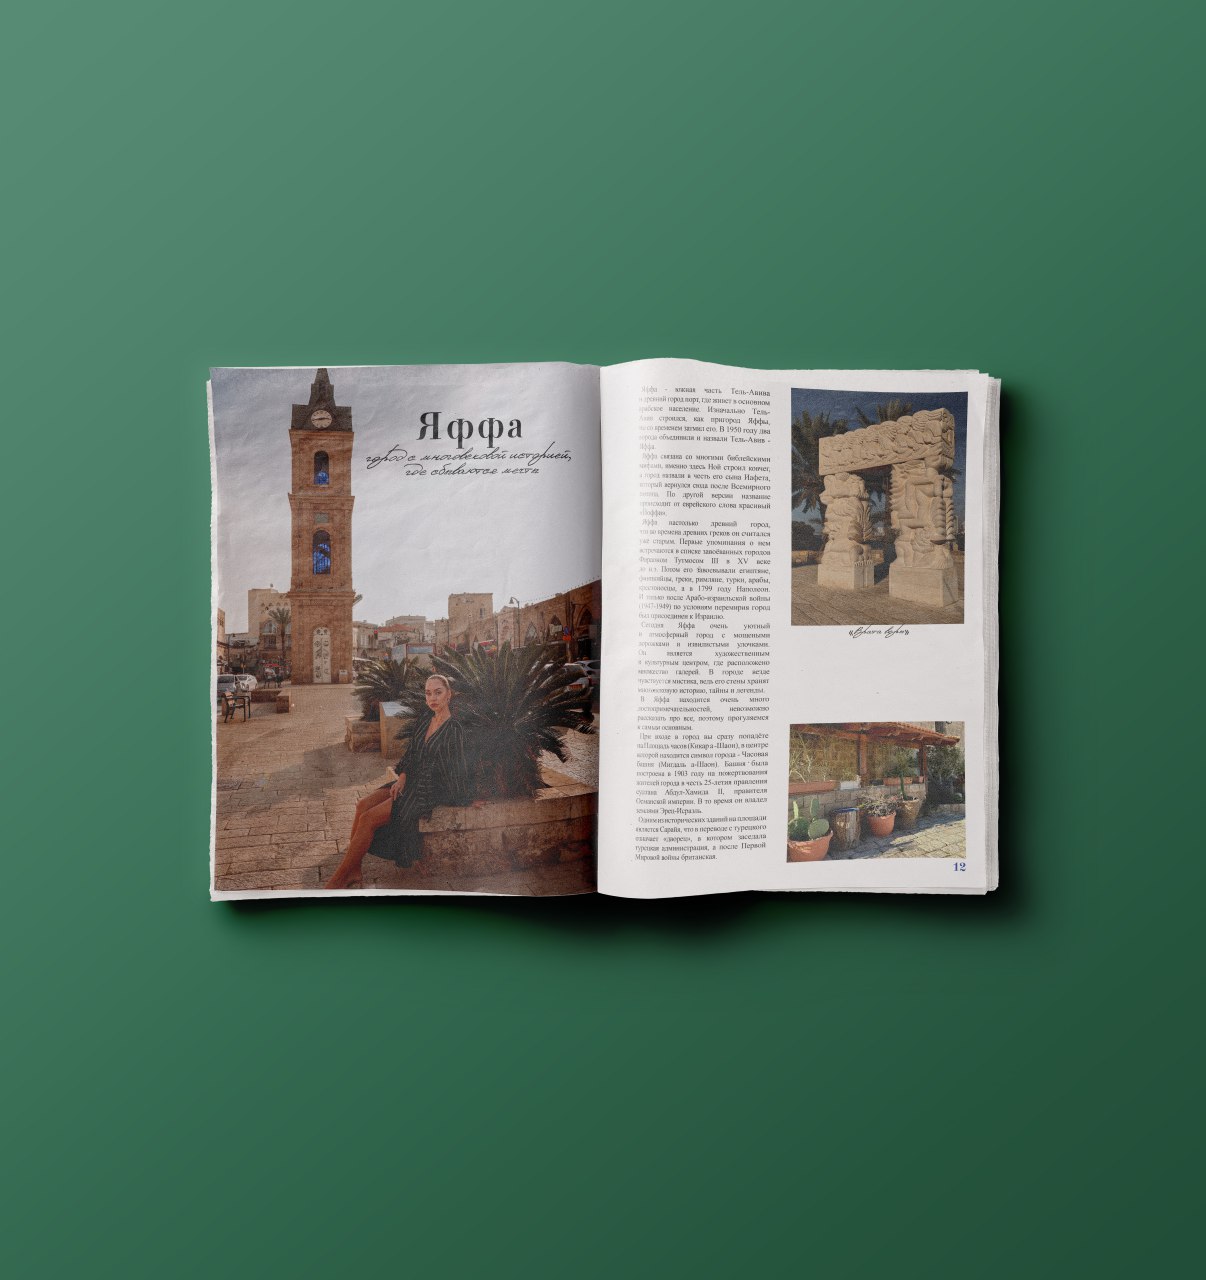 Яффа
город с многовековой историей,
где сбываются мечты
Яффа - южная часть Тель-Авива
и древний город порт, где живет в основном
арабское население. Изначально Тель-
Авив строился, как пригород Яффы,
но со временем затмил его. В 1950 году два
города объединили и назвали Тель-Авив -
Яффа.
Яффа связана со многими библейскими
мифами, именно здесь Ной строил ковчег,
а город назвали в честь его сына Иафета,
который вернулся сюда после Всемирного
потопа. По другой версии название
происходит от еврейского слова красивый
«Йоффи».
Яффа настолько древний город,
что во времена древних греков он считался
уже старым. Первые упоминания о нем
встречаются в списке завоёванных городов
Фараоном Тутмосом III в XV веке
до н.э. Потом его завоевывали египтяне,
финикийцы, греки, римляне, турки, арабы,
крестоносцы, а в 1799 году Наполеон.
И только после Арабо-израильской войны
(1947-1949) по условиям перемирия город
был присоединен к Израилю.
Сегодня Яффа очень уютный
и атмосферный город с мощеными
дорожками и извилистыми улочками.
Он является художественным
и культурным центром, где расположено
множество галерей. В городе везде
чувствуется мистика, ведь его стены хранят
многовековую историю, тайны и легенды.
В Яффа находится очень много
достопримечательностей, невозможно
рассказать про все, поэтому прогуляемся
к самым основным.
При входе в город вы сразу попадёте
на Площадь часов (Кикар а -Шаон), в центре
которой находится символ города - Часовая
башня (Мигдаль а-Шаон). Башня была
построена в 1903 году на пожертвования
жителей города в честь 25-летия правления
султана Абдул-Хамида II, правителя
Османской империи. В то время он владел
землями Эрец-Исраэль.
Одним из исторических зданий на площади
является Сарайя, что в переводе с турецкого
означает «дворец», в котором заседала
турецкая администрация, а после Первой
Мировой войны британская.
«Врата веры»
12